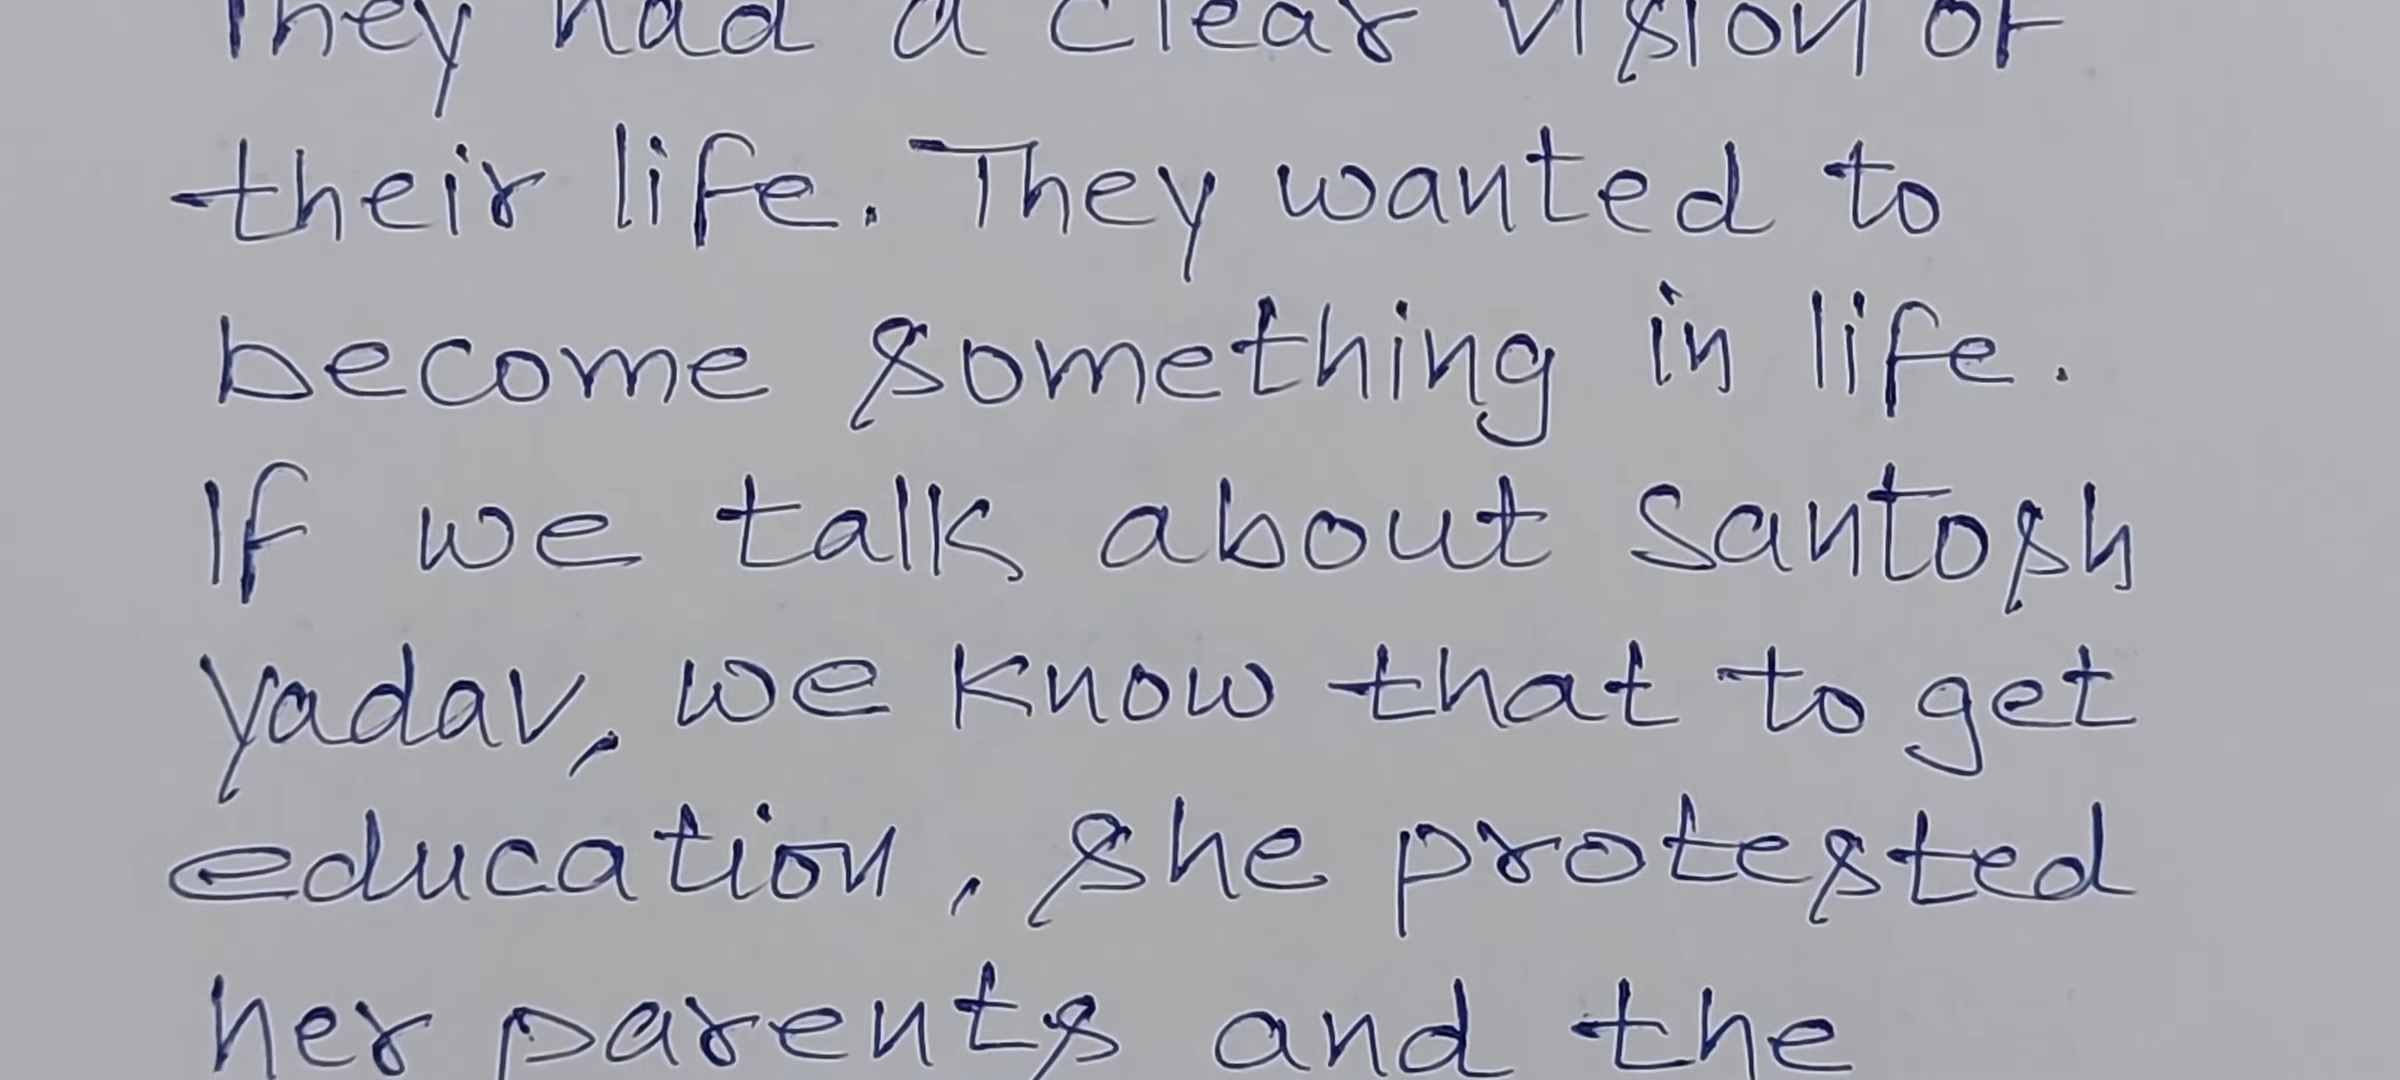 They had a clear vision of
their life. They wanted to
become something in life.
If we talk about Santosh
yadav, we know that to get
education, she protested
her parents and the